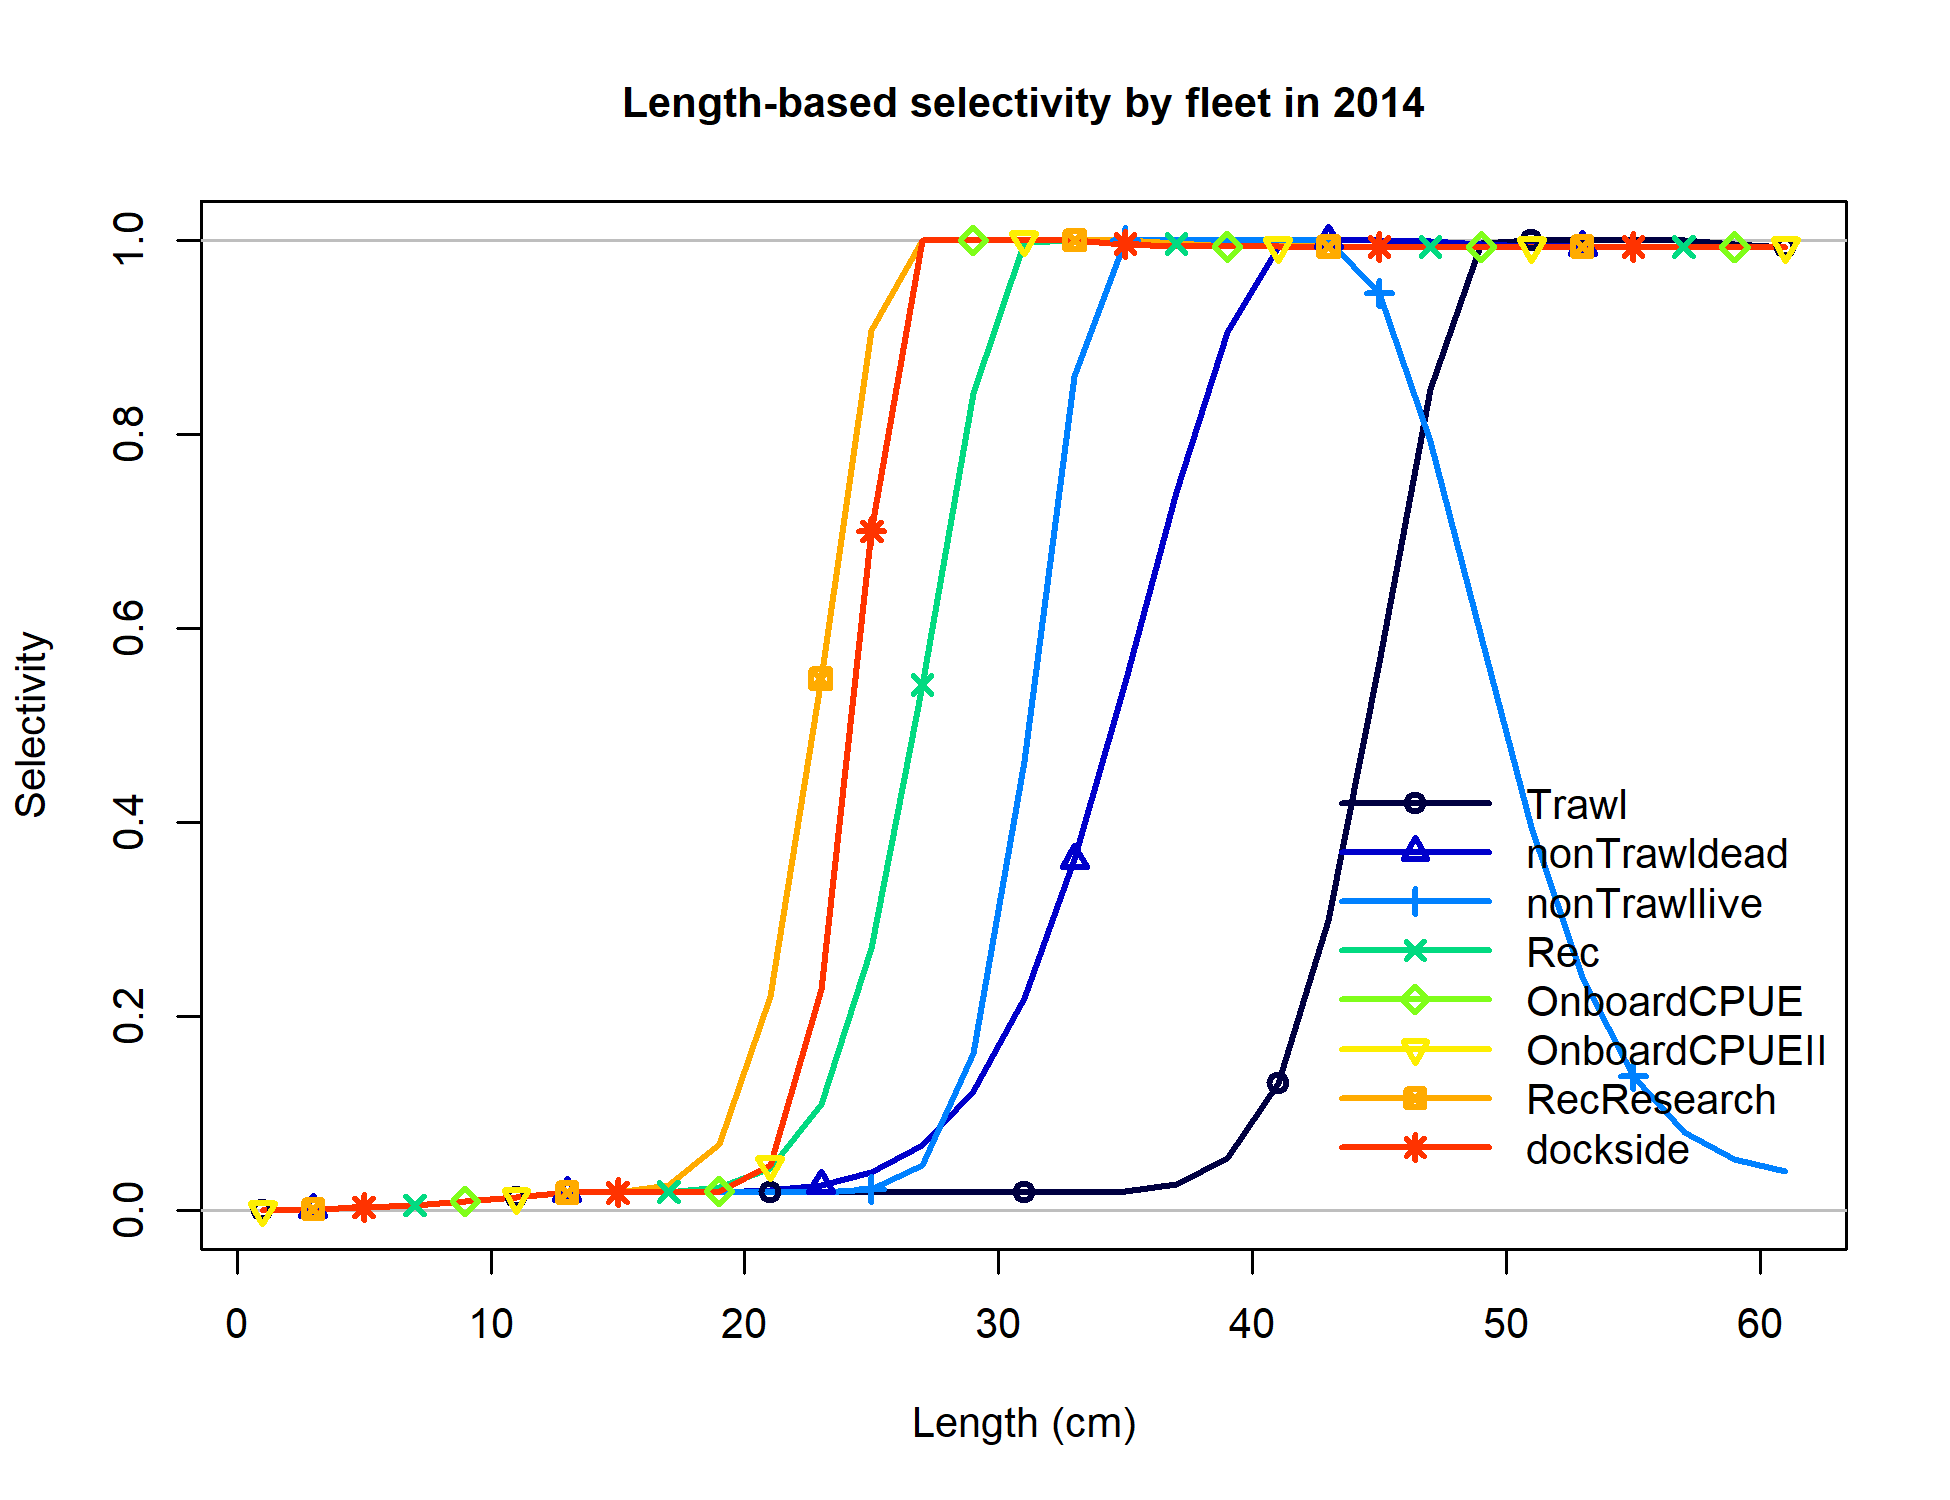 Length-based selectivity by fleet in 2014
Selectivity
1.0
0.8
0.6
0.4
0.2
0.0
Trawl
nonTrawldead
nonTrawllive
Rec
OnboardCPUE
OnboardCPUEII
RecResearch
dockside
0 10 20 30 40 50 60
Length (cm)